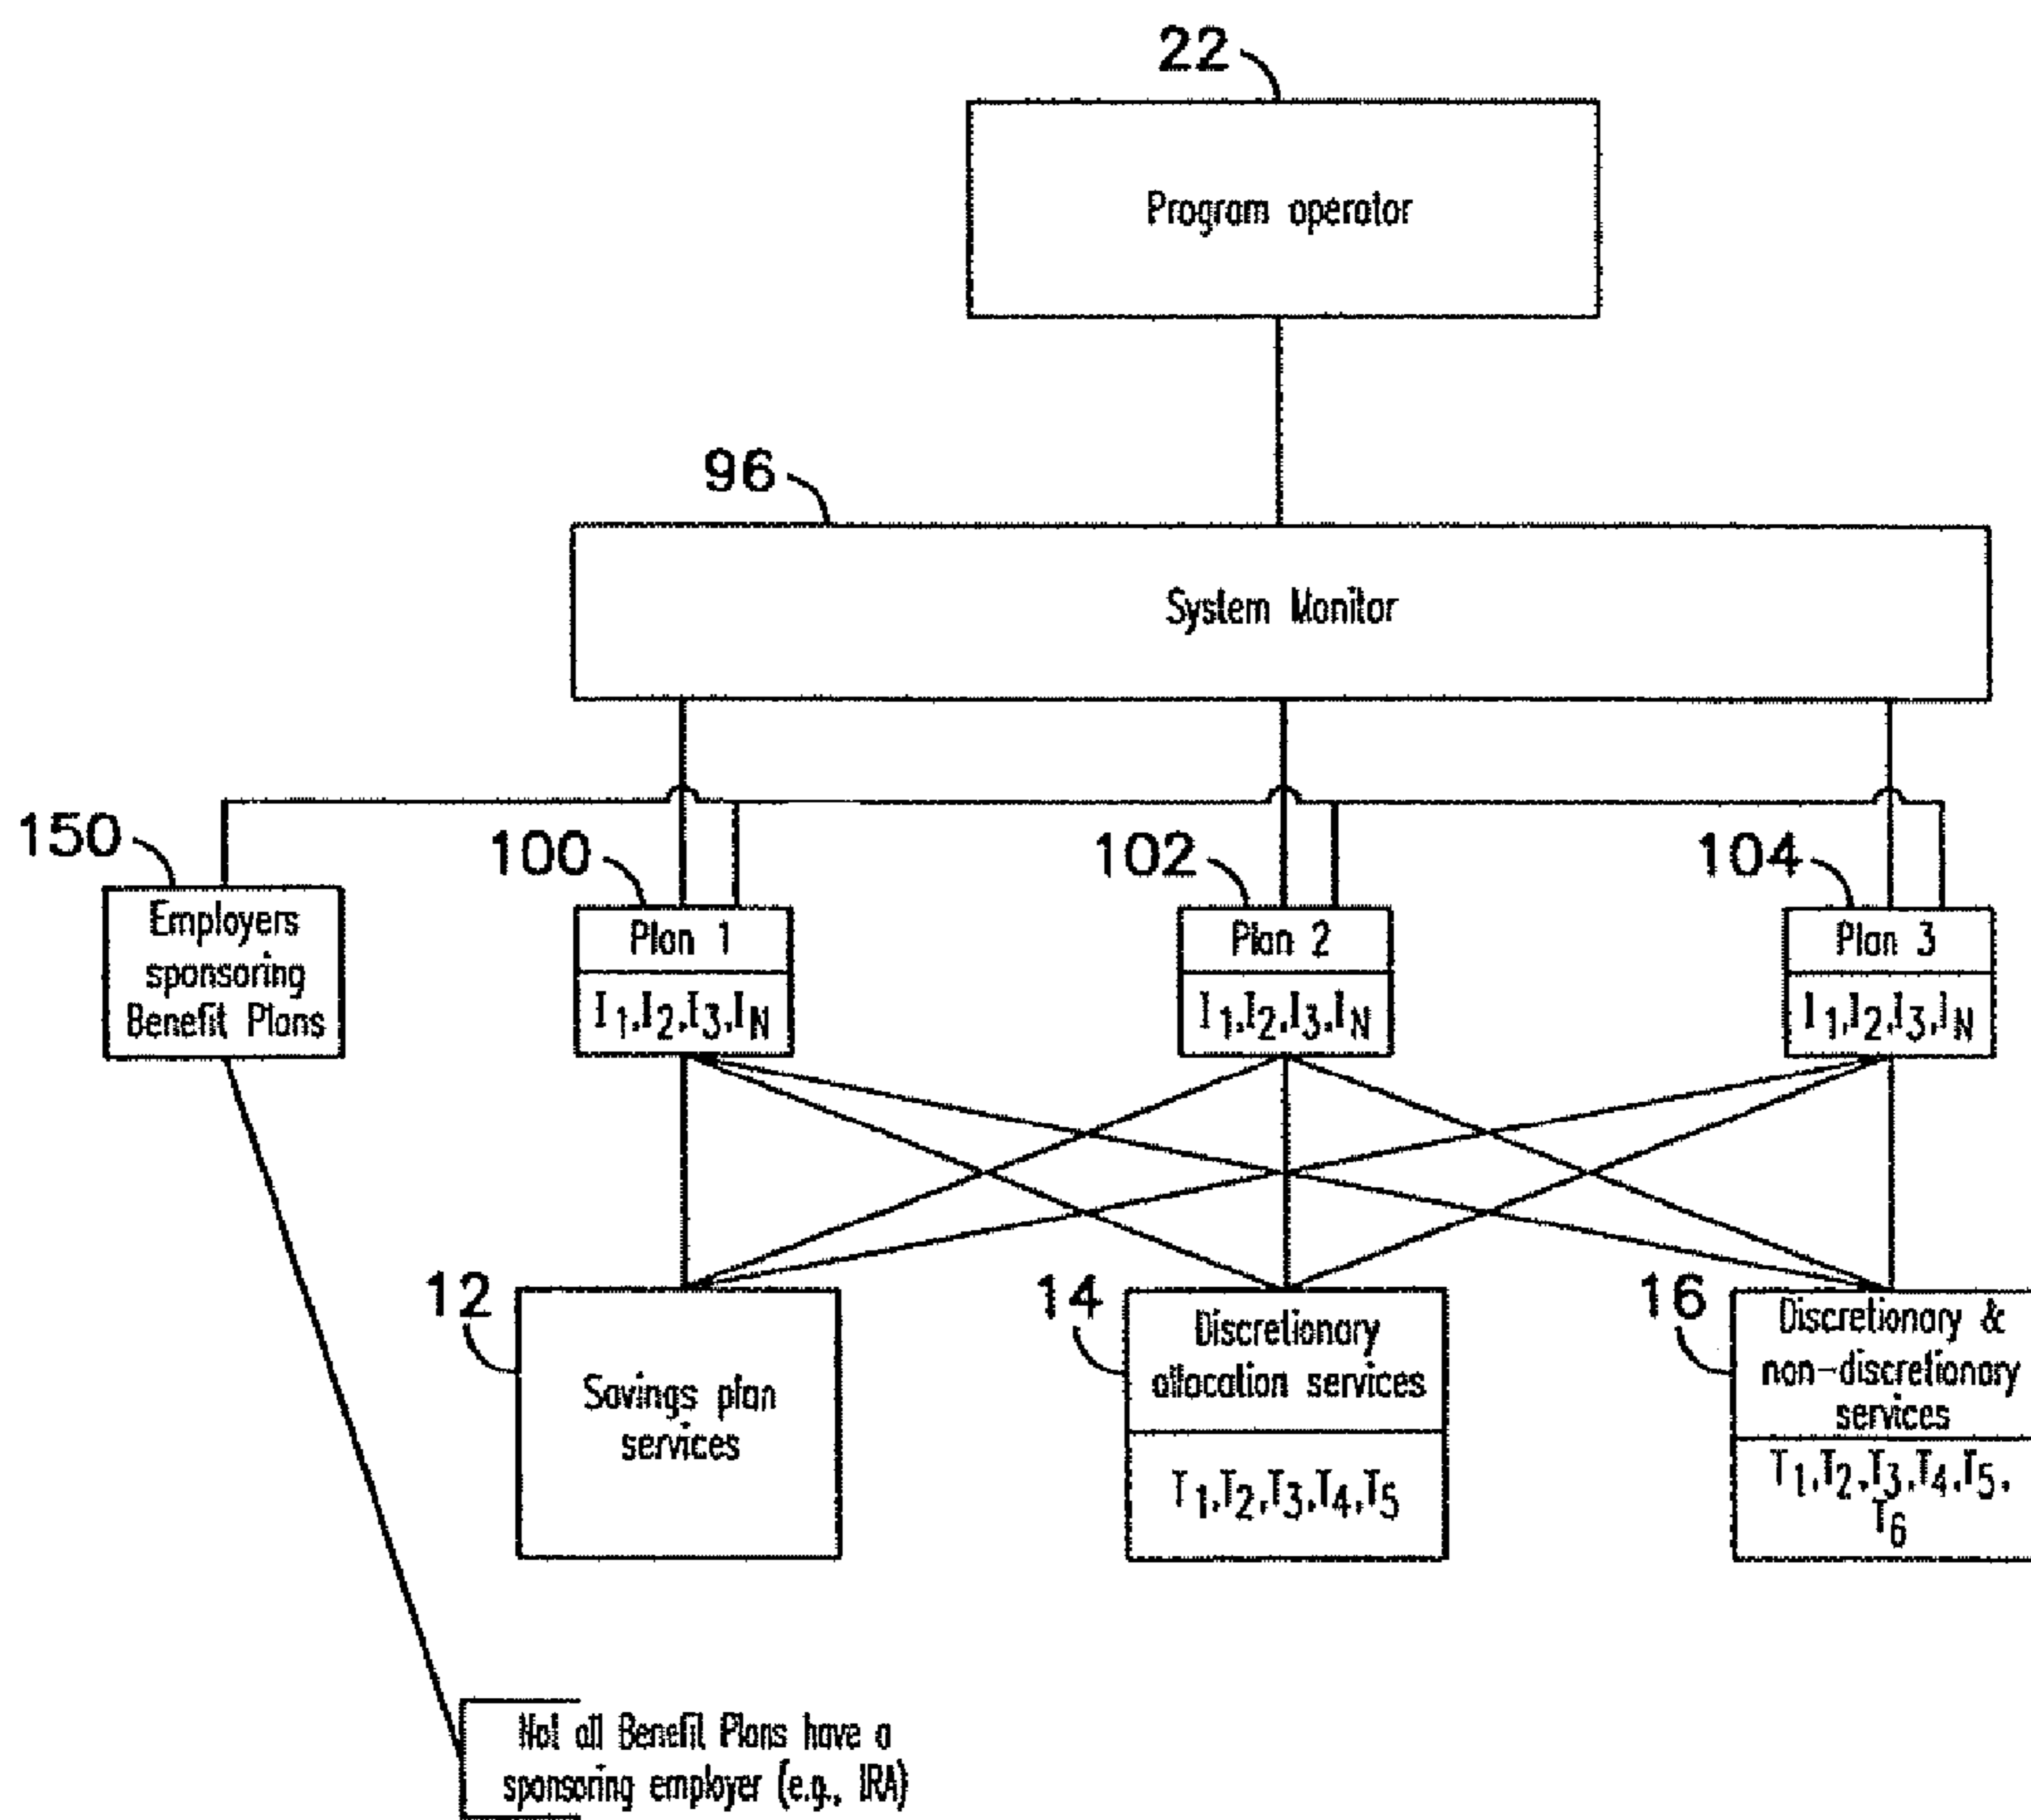 22
Program operator
96
System Monitor
150
100
102
104
Employers
sponsoring
Benefit Plans
Plan 1
I1,I2,I3,IN
Plan 2
I1,I2,I3,IN
Plan 3
I1,I2,I3,IN
12
14
16
Savings plan
services
Discretionary
allocation services
T1,T2,T3,T4,T5
Discretionary &
non-discretionary
services
T1,T2,T3,T4,T5,
T6
Not all Benefit Plans have a
sponsoring employer (e.g., IRA)